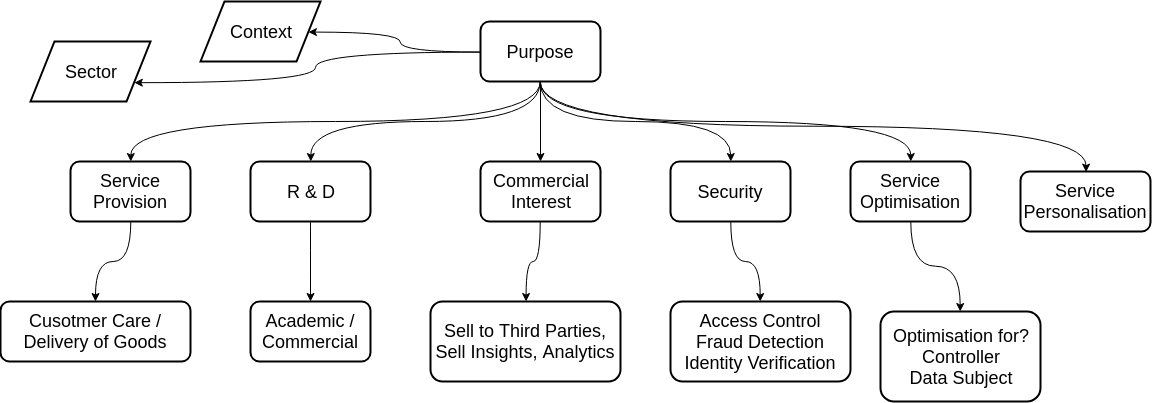 Context
Purpose
Sector
Service
Provision
R & D
Commercial
Interest
Security
Service
Optimisation
Service
Personalisation
Cusotmer Care /
Delivery of Goods
Academic /
Commercial
Sell to Third Parties,
Sell Insights, Analytics
Access Control
Fraud Detection
Identity Verification
Optimisation for?
Controller
Data Subject